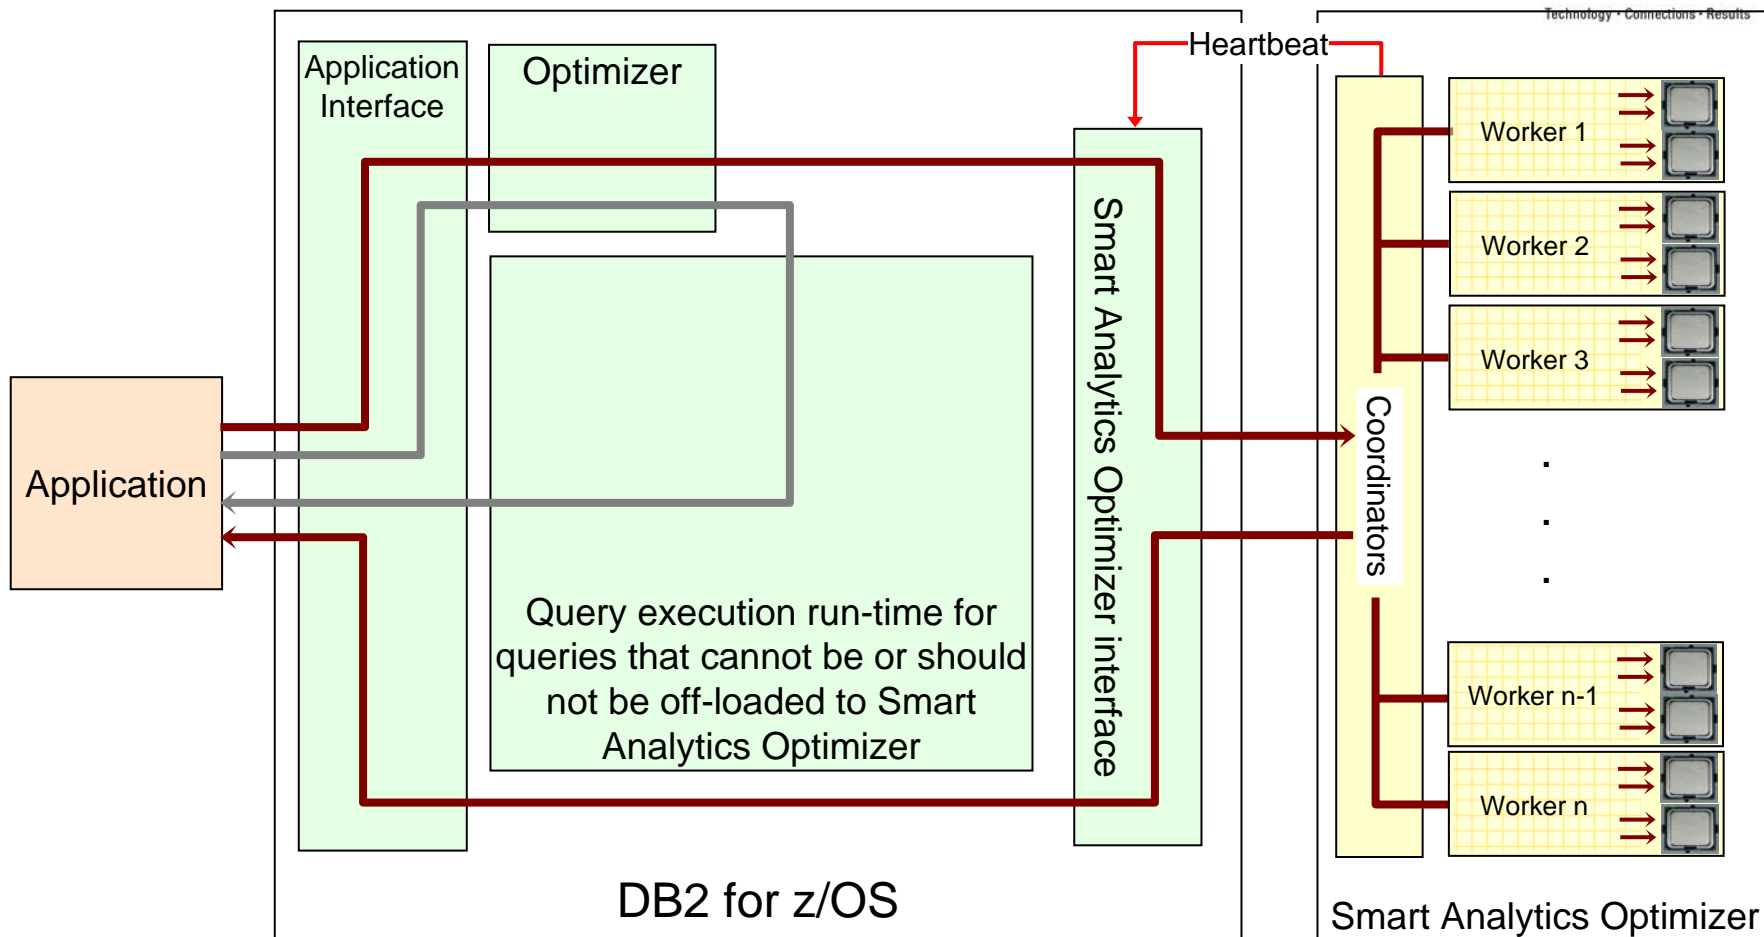 Technology • Connections • Results
Heartbeat
Application
Interface
Optimizer
Smart Analytics Optimizer interface
Application
Query execution run-time for
queries that cannot be or should
not be off-loaded to Smart
Analytics Optimizer
DB2 for z/OS
Coordinators
Worker 1
Worker 2
Worker 3
.
.
.
Worker n-1
Worker n
Smart Analytics Optimizer